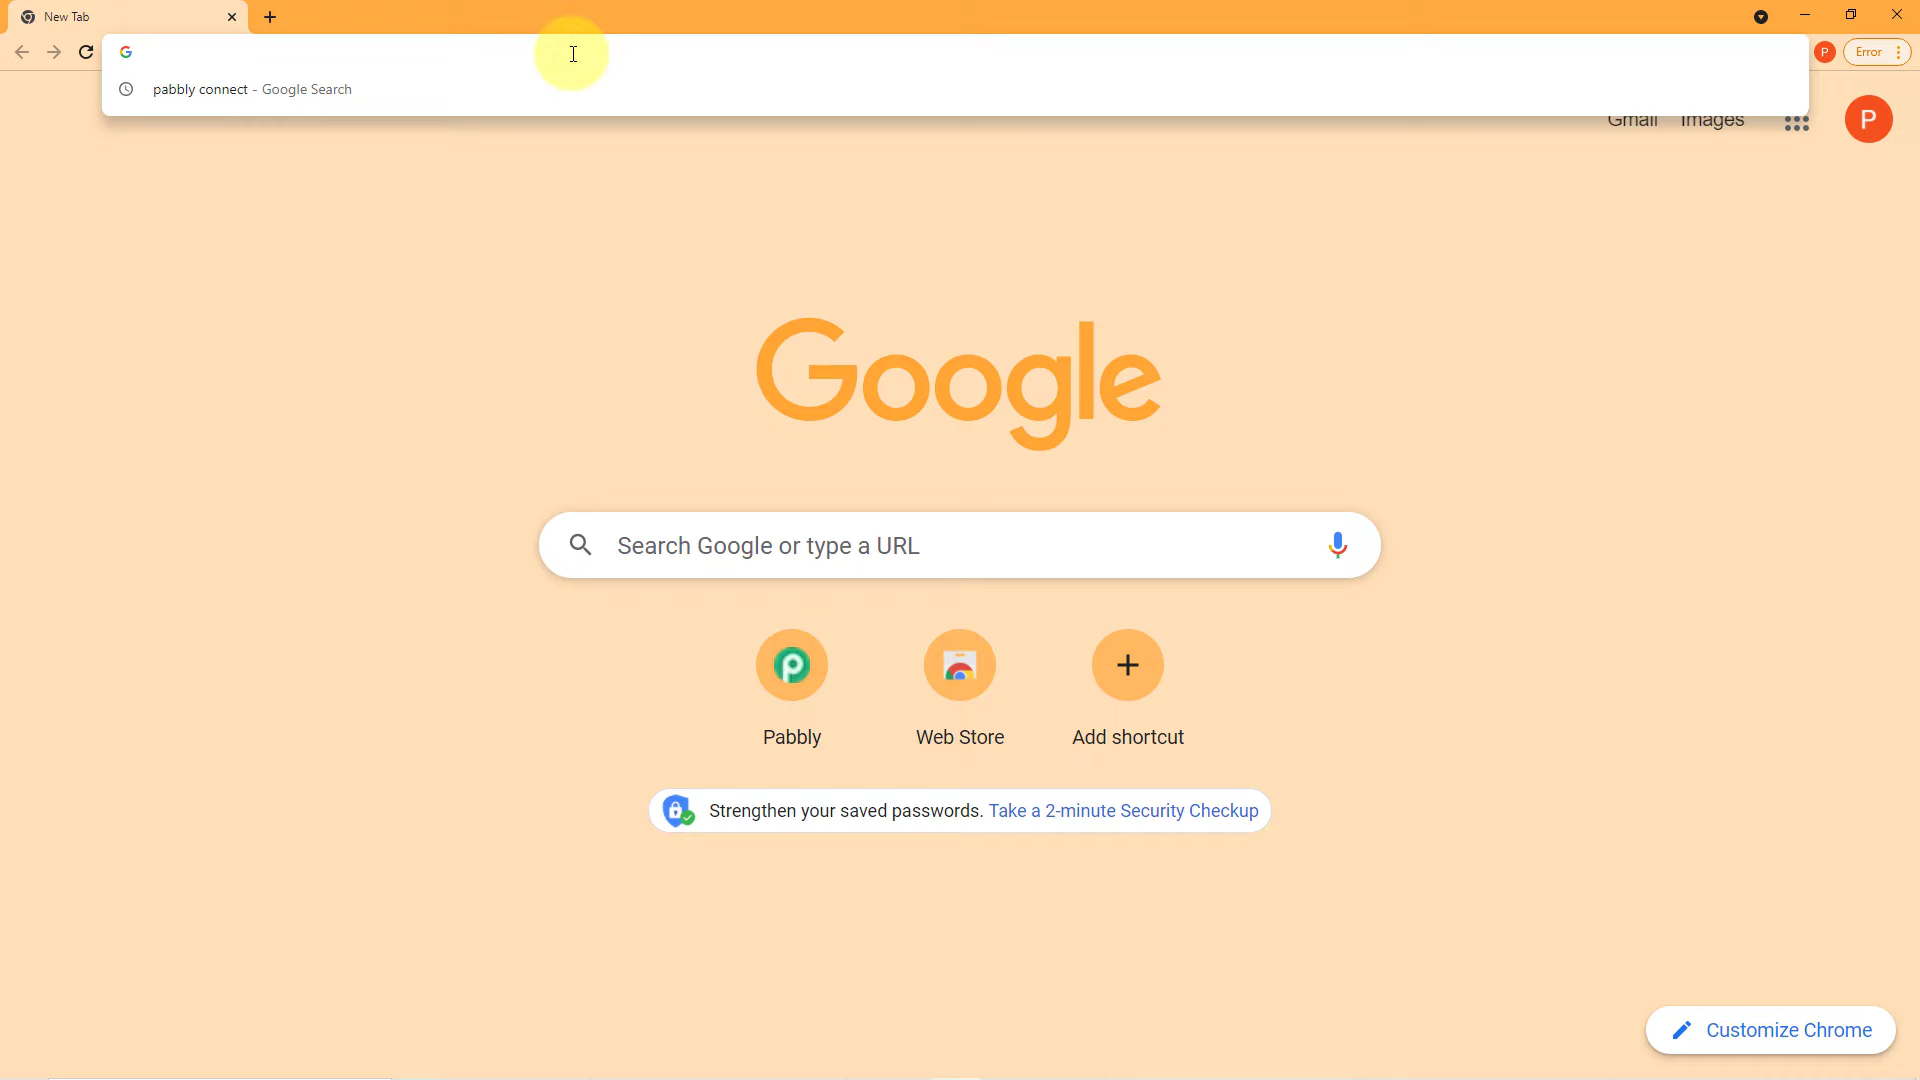 New Tab
Error
pabbly connect - Google Search
Gmail Images
P
P
Google
Search Google or type a URL
Pabbly
Web Store
Add shortcut
Strengthen your saved passwords. Take a 2-minute Security Checkup
Customize Chrome